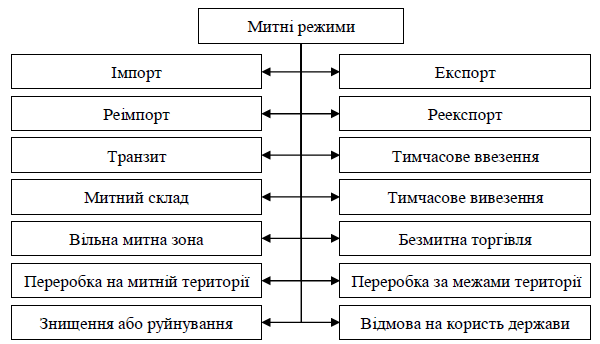 Митні режими
Імпорт
Експорт
Реімпорт
Реекспорт
Транзит
Тимчасове ввезення
Митний склад
Тимчасове вивезення
Вільна митна зона
Безмитна торгівля
Переробка на митній території
Переробка за межами території
Знищення або руйнування
Відмова на користь держави